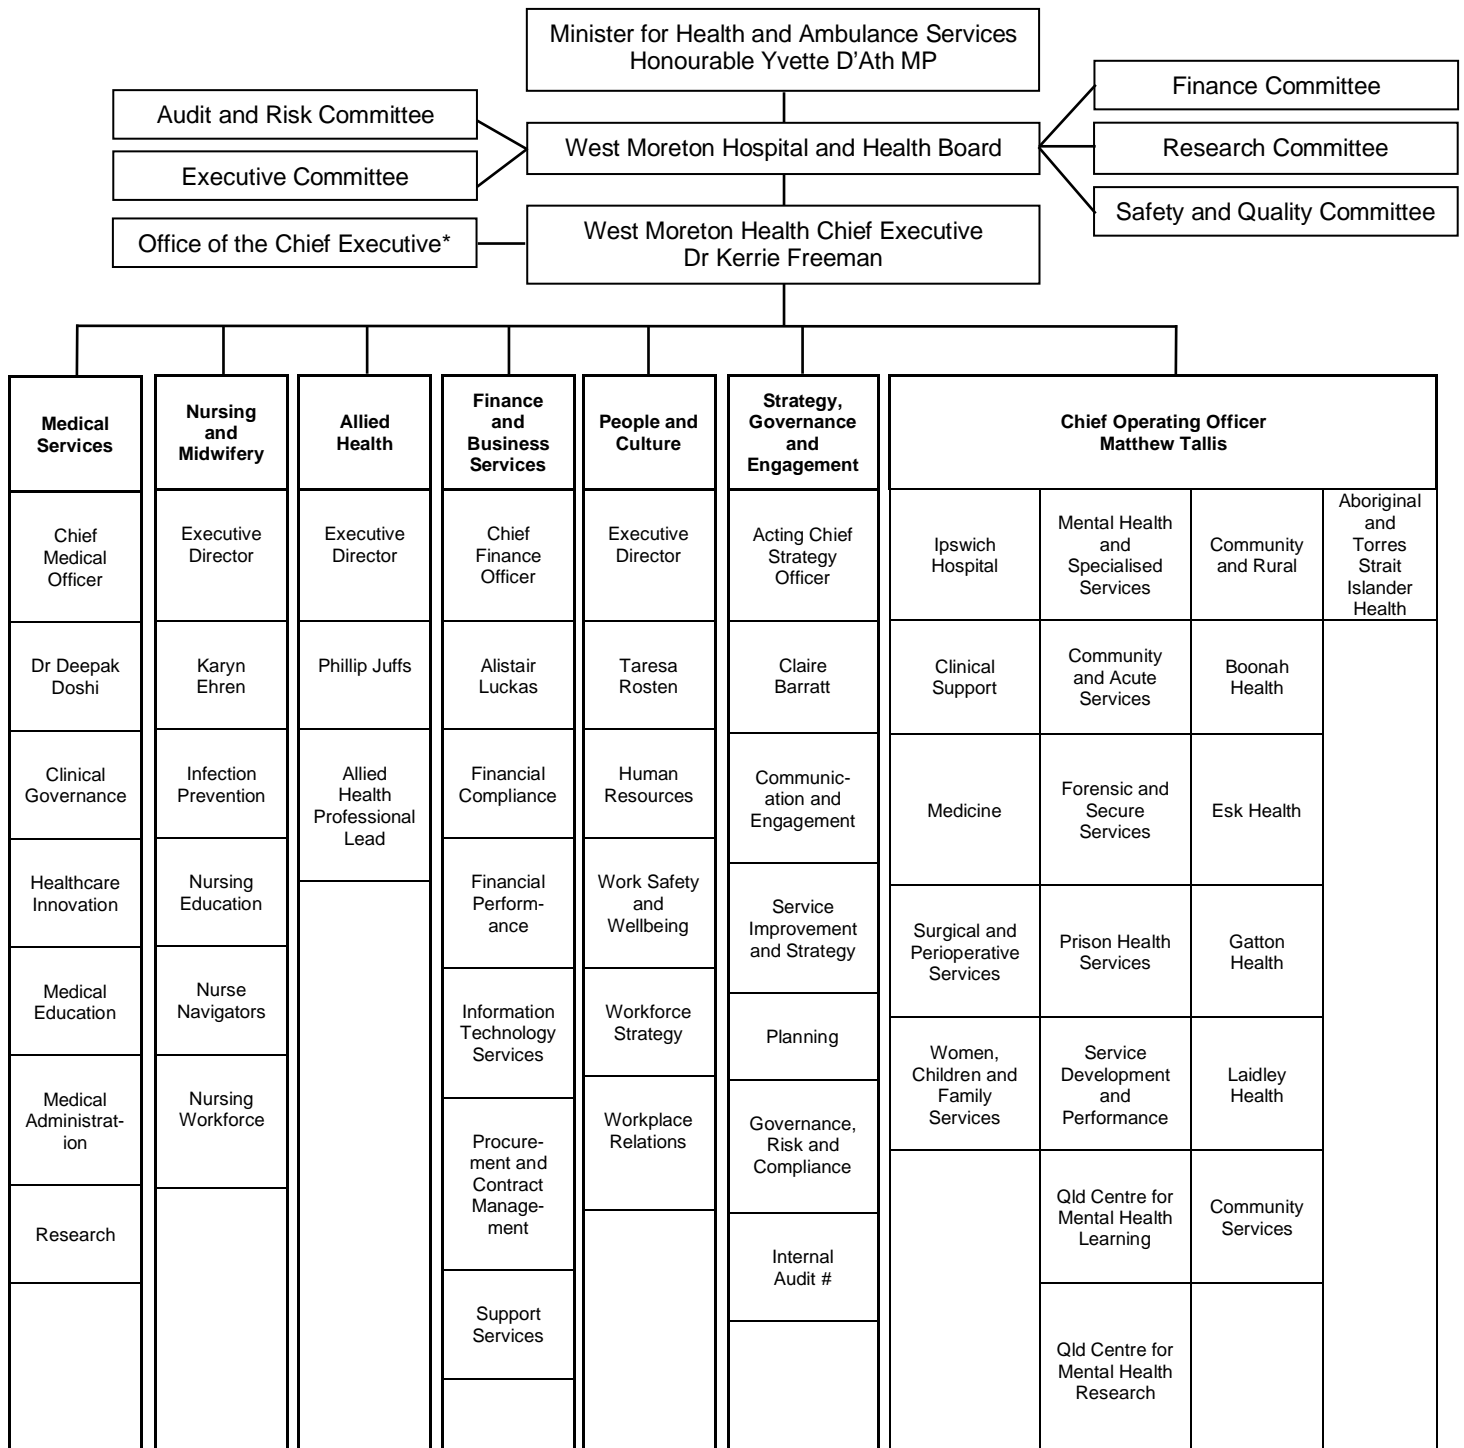 Minister for Health and Ambulance Services
Honourable Yvette D'Ath MP
Audit and Risk Committee
Executive Committee
Office of the Chief Executive*
West Moreton Hospital and Health Board
West Moreton Health Chief Executive
Dr Kerrie Freeman
Finance Committee
Research Committee
Safety and Quality Committee
Medical
Services
Chief
Medical
Officer
Dr Deepak
Doshi
Clinical
Governance
Healthcare
Innovation
Medical
Education
Medical
Administrat-
ion
Research
Nursing
and
Midwifery
Executive
Director
Karyn
Ehren
Infection
Prevention
Nursing
Education
Nurse
Navigators
Nursing
Workforce
Allied
Health
Executive
Director
Phillip Juffs
Allied
Health
Professional
Lead
Finance
and
Business
Services
Chief
Finance
Officer
Alistair
Luckas
Financial
Compliance
Financial
Perform-
ance
Information
Technology
Services
Procure-
ment and
Contract
Manage-
ment
Support
Services
People and
Culture
Executive
Director
Taresa
Rosten
Human
Resources
Work Safety
and
Wellbeing
Workforce
Strategy
Workplace
Relations
Strategy,
Governance
and
Engagement
Acting Chief
Strategy
Officer
Claire
Barratt
Communic-
ation and
Engagement
Service
Improvement
and Strategy
Planning
Governance,
Risk and
Compliance
Internal
Audit #
Chief Operating Officer
Matthew Tallis
Ipswich
Hospital
Clinical
Support
Medicine
Surgical and
Perioperative
Services
Women,
Children and
Family
Services
Mental Health
and
Specialised
Services
Community
and Acute
Services
Forensic and
Secure
Services
Prison Health
Services
Service
Development
and
Performance
Qld Centre for
Mental Health
Learning
Qld Centre for
Mental Health
Research
Community
and Rural
Boonah
Health
Esk Health
Gatton
Health
Laidley
Health
Community
Services
Aboriginal
and
Torres
Strait
Islander
Health